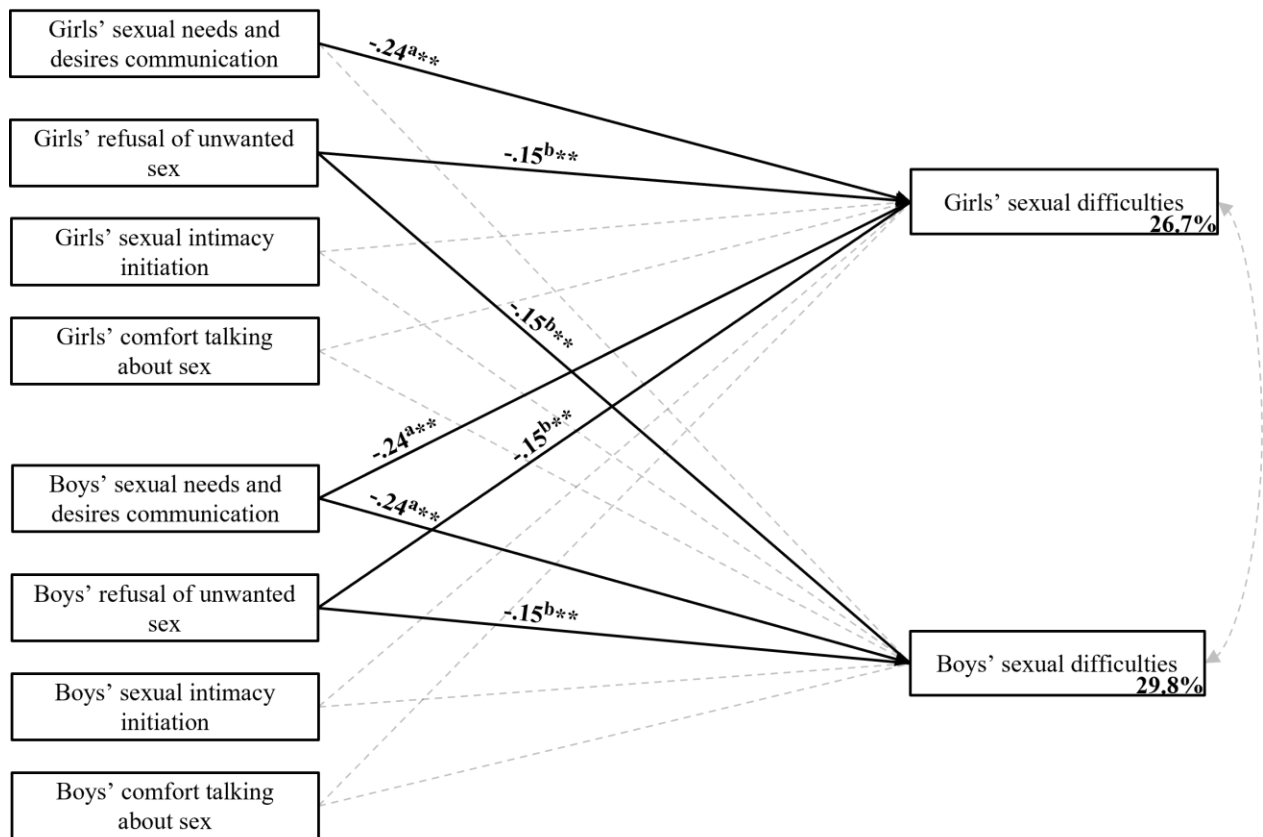 Girls’ sexual needs and
desires communication
-.24a**
Girls’ refusal of unwanted
sex
-.15b**
Girls’ sexual difficulties
26,7%
Girls’ sexual intimacy
initiation
Girls’ comfort talking
about sex
-.15b**
-.24a**
-.15b**
Boys’ sexual needs and
desires communication
-.24a**
Boys’ refusal of unwanted
sex
-.15b**
Boys’ sexual difficulties
29,8%
Boys’ sexual intimacy
initiation
Boys’ comfort talking
about sex